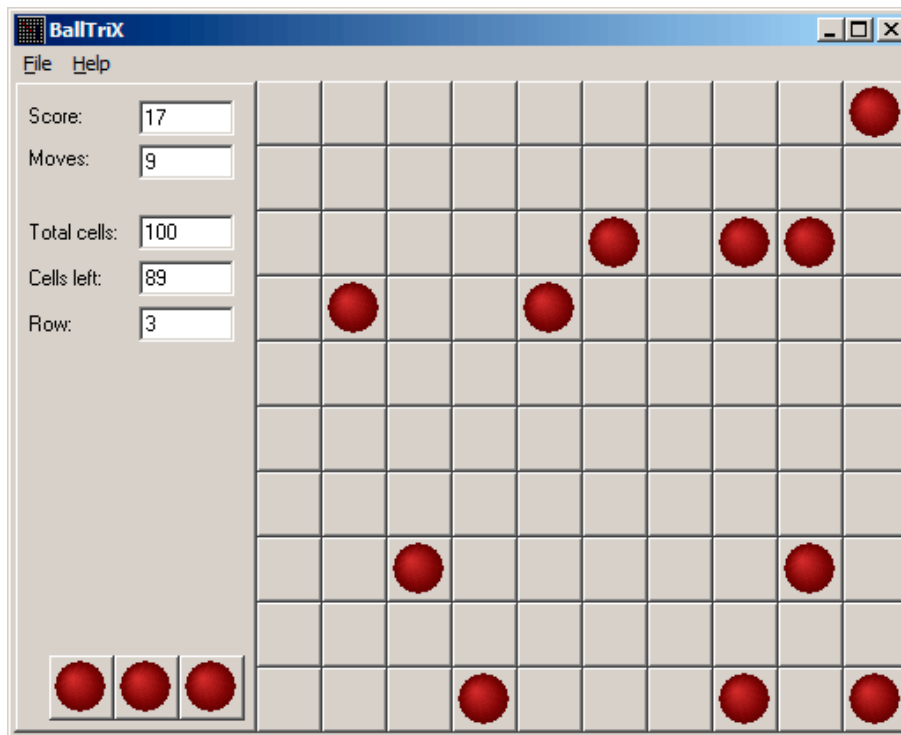 BallTriX
File Help
Score: 17
Moves: 9
Total cells: 100
Cells left: 89
Row: 3